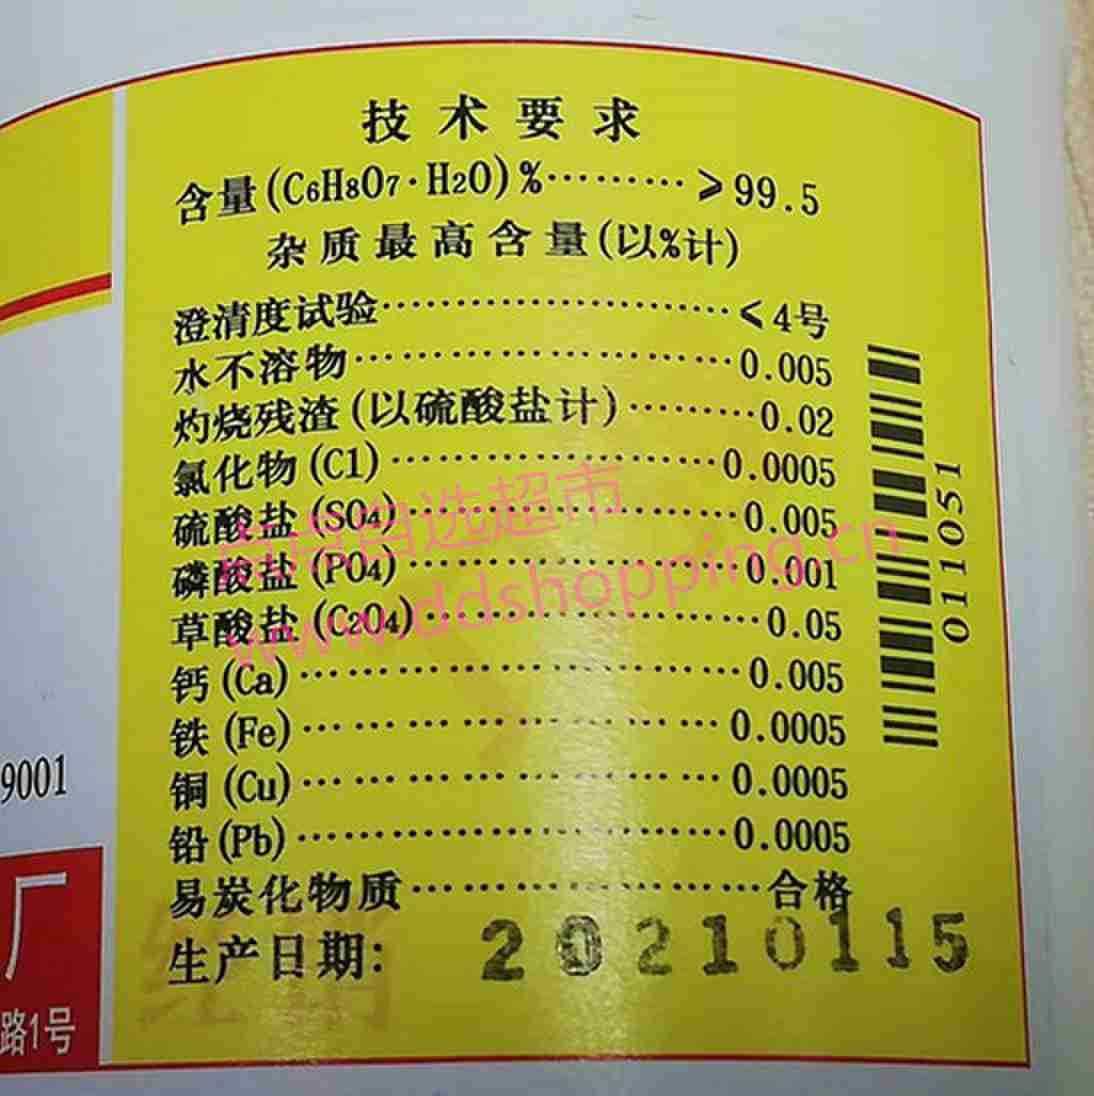 技术要求
含量(C6H8O7·H2O)%·········≥99.5
杂质最高含量(以%计)
澄清度试验························<4号
水不溶物··························0.005
灼烧残渣(以硫酸盐计)·········0.02
氯化物(Cl)·······················0.0005
硫酸盐(SO4)·······················0.005
磷酸盐(PO4)·······················0.001
草酸盐(C2O4)·······················0.05
钙(Ca)······························0.005
铁(Fe)····························0.0005
铜(Cu)····························0.0005
铅(Pb)······························0.0005
易炭化物质························合格
生产日期: 20210115
011051
9001
厂
路1号
自选超市
www.ddshopping.cn